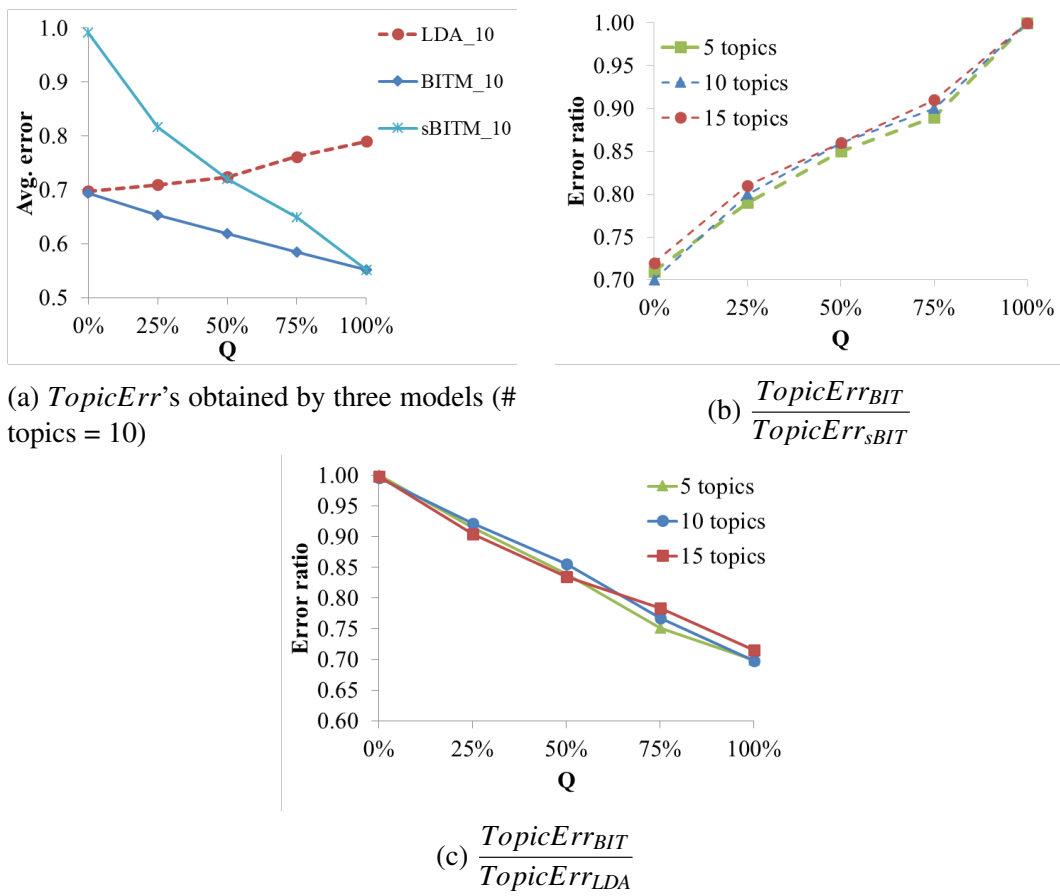 1.0
0.9
0.8
0.7
0.6
0.5
Avg. error
0% 25% 50% 75% 100%
Q
LDA_10
BITM_10
sBITM_10
(a) TopicErr's obtained by three models (#
topics = 10)
1.00
0.95
0.90
0.85
0.80
0.75
0.70
Error ratio
0% 25% 50% 75% 100%
Q
5 topics
10 topics
15 topics
(b) TopicErr_BIT
TopicErr_sBIT
1.00
0.95
0.90
0.85
0.80
0.75
0.70
0.65
0.60
Error ratio
0% 25% 50% 75% 100%
Q
5 topics
10 topics
15 topics
(c) TopicErr_BIT
TopicErr_LDA